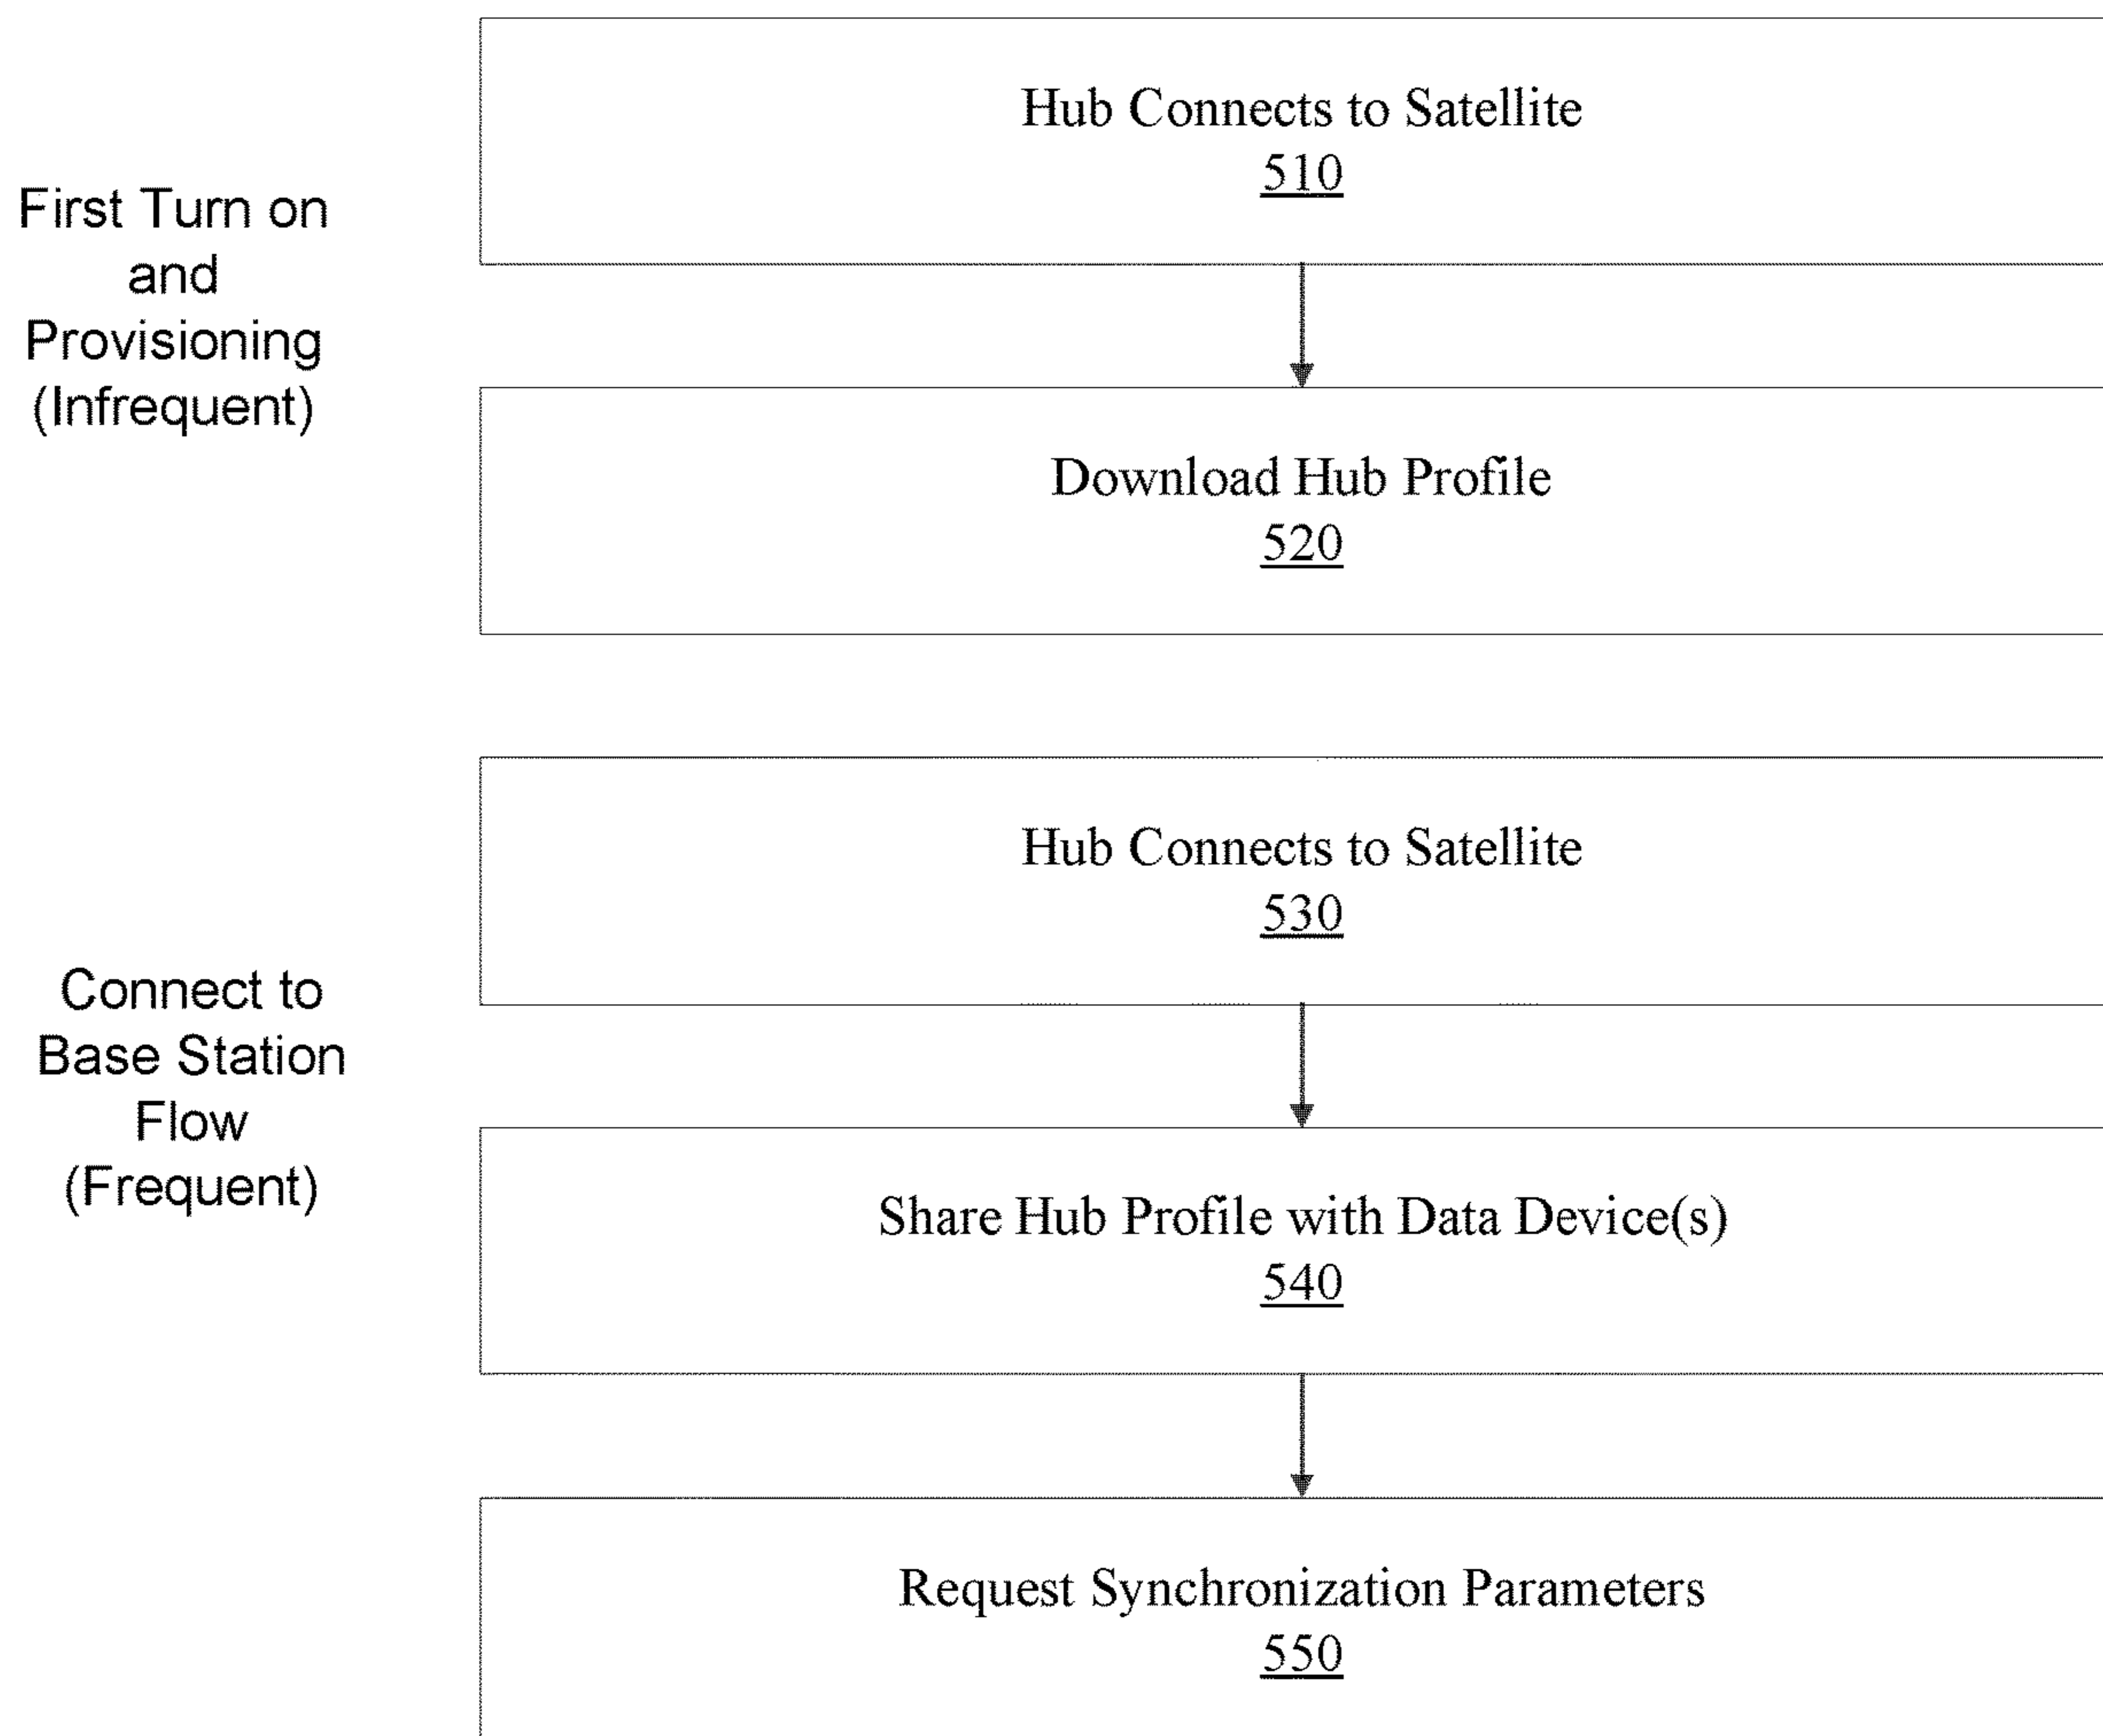 Hub Connects to Satellite
510
First Turn on
and
Provisioning
(Infrequent)
Download Hub Profile
520
Hub Connects to Satellite
530
Connect to
Base Station
Flow
(Frequent)
Share Hub Profile with Data Device(s)
540
Request Synchronization Parameters
550